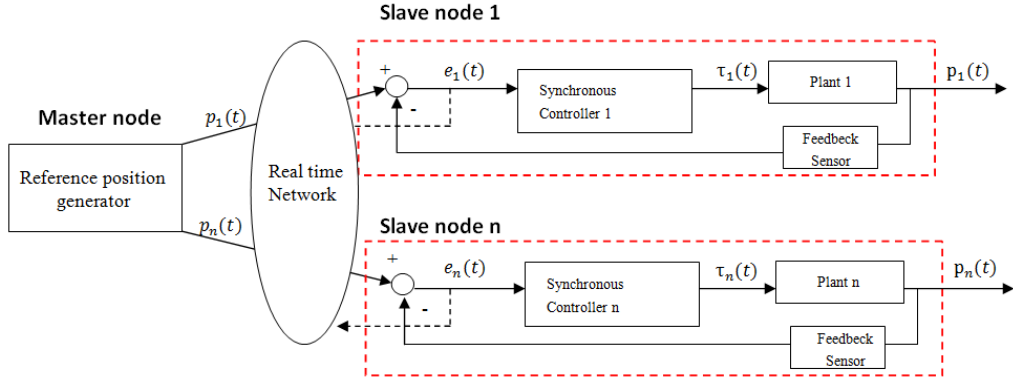 Slave node 1
+
e₁(t)
Synchronous
Controller 1
τ₁(t)
Plant 1
p₁(t)
-
Feedbeck
Sensor
Master node
p₁(t)
Reference position
generator
pₙ(t)
Real time
Network
Slave node n
+
eₙ(t)
Synchronous
Controller n
τₙ(t)
Plant n
pₙ(t)
-
Feedbeck
Sensor